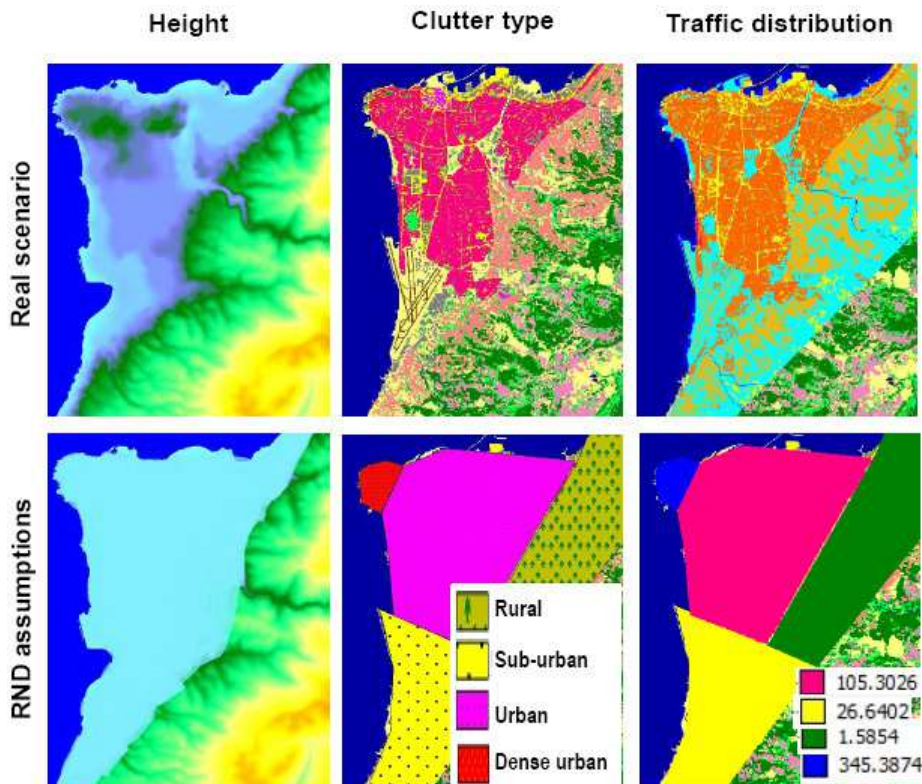 Height
Clutter type
Traffic distribution
Real scenario
RND assumptions
Rural
Sub-urban
Urban
Dense urban
105.3026
26.6402
1.5854
345.3874